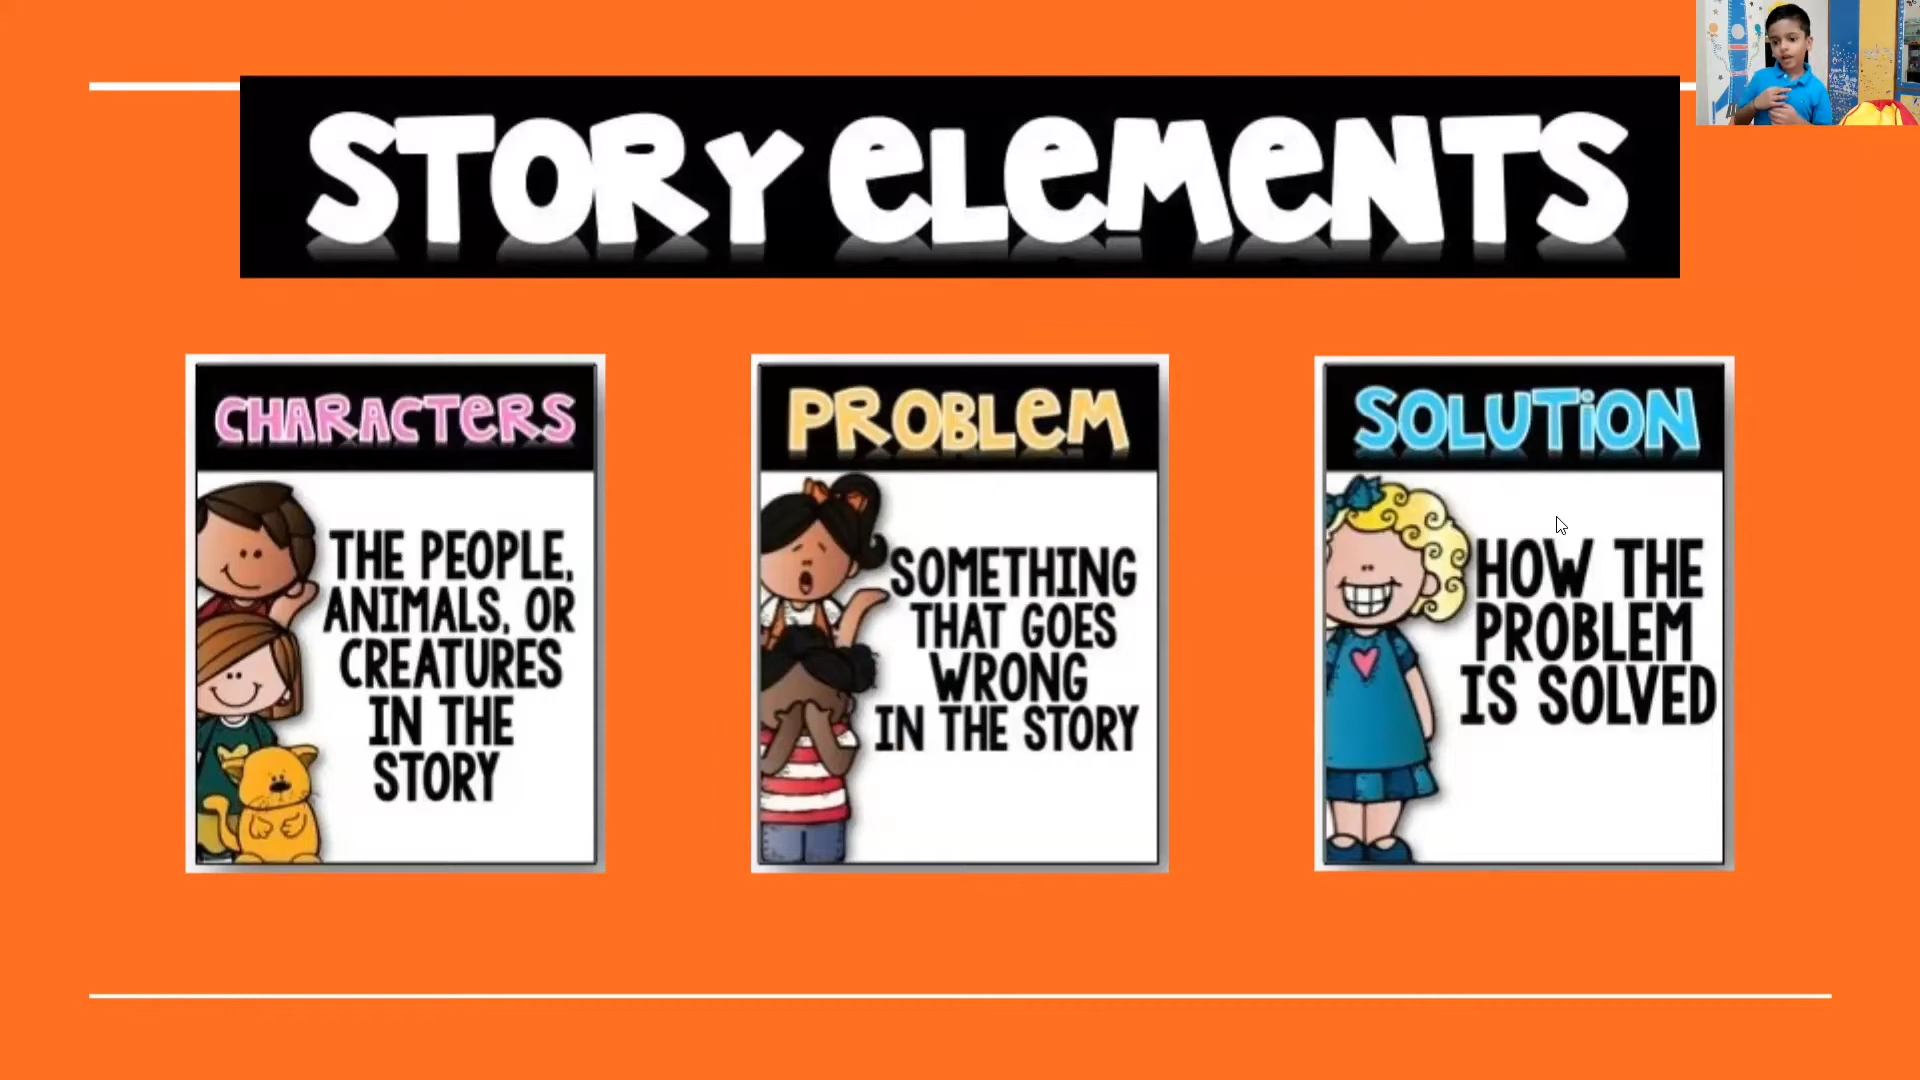 STORY ELEMENTS
CHARACTERS
THE PEOPLE,
ANIMALS, OR
CREATURES
IN THE
STORY
PROBLEM
SOMETHING
THAT GOES
WRONG
IN THE STORY
SOLUTION
HOW THE
PROBLEM
IS SOLVED